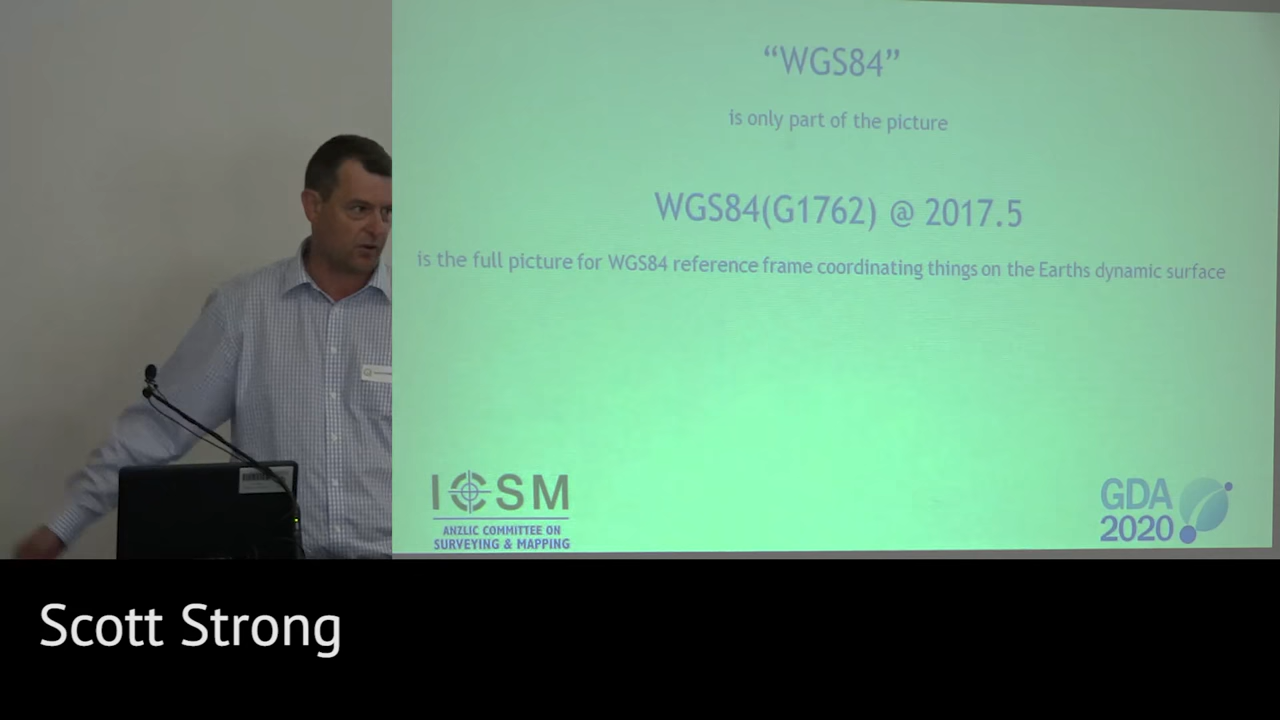 “WGS84”
is only part of the picture
WGS84(G1762) @ 2017.5
is the full picture for WGS84 reference frame coordinating things on the Earths dynamic surface
ICSM
ANZLIC COMMITTEE ON
SURVEYING & MAPPING
GDA
2020
Scott Strong